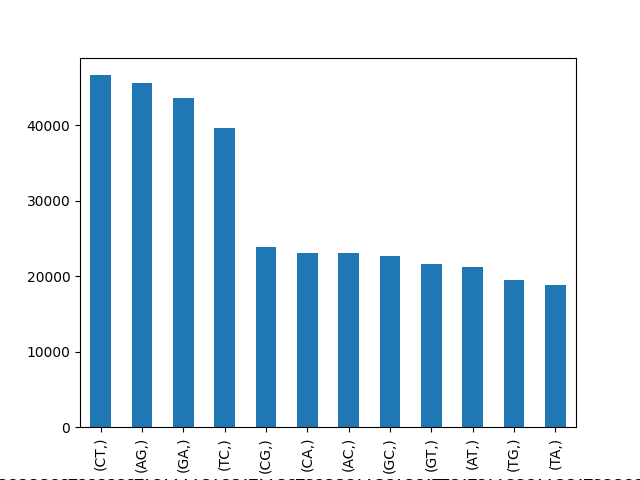 40000
30000
20000
10000
0
(CT,)
(AG,)
(GA,)
(TC,)
(CG,)
(CA,)
(AC,)
(GC,)
(GT,)
(AT,)
(TG,)
(TA,)